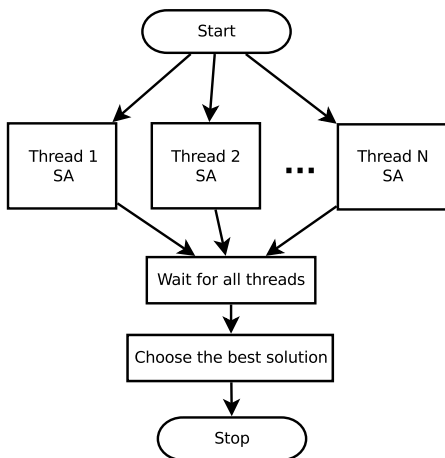 Start
Thread 1
SA
Thread 2
SA
...
Thread N
SA
Wait for all threads
Choose the best solution
Stop